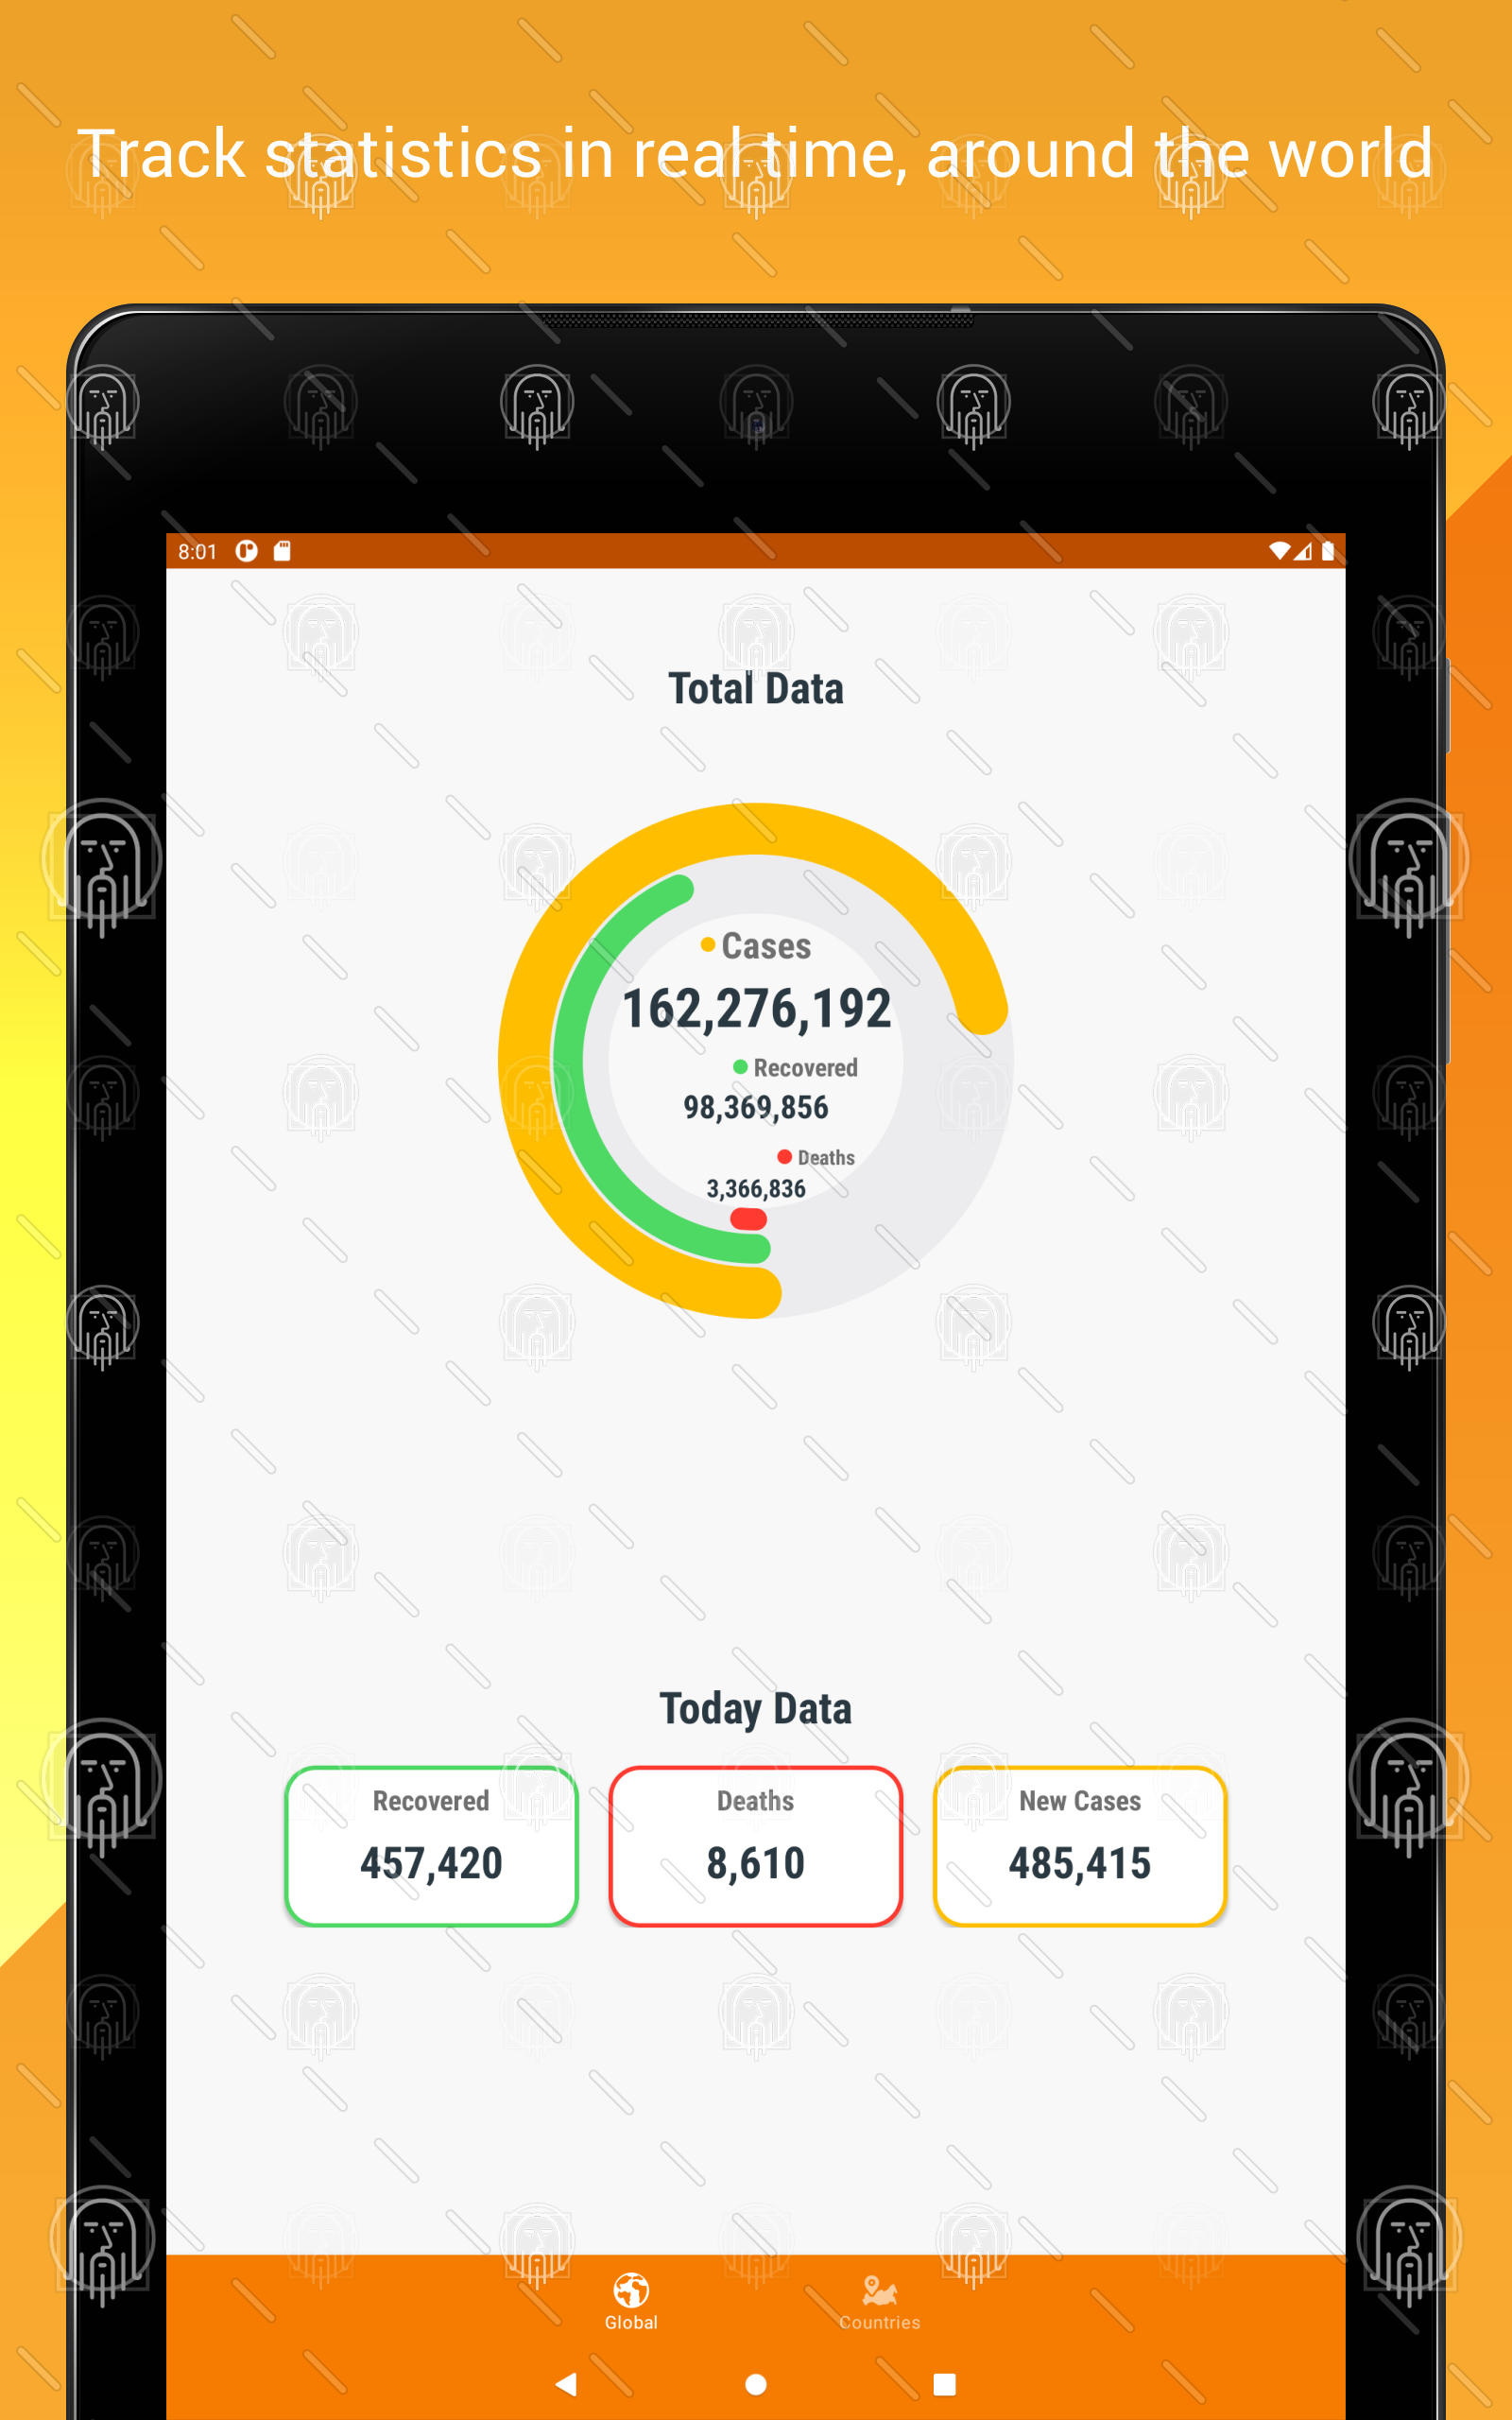 Track statistics in real time, around the world
8:01
Total Data
Cases
162,276,192
Recovered
98,369,856
Deaths
3,366,836
Today Data
Recovered
457,420
Deaths
8,610
New Cases
485,415
Global
Countries